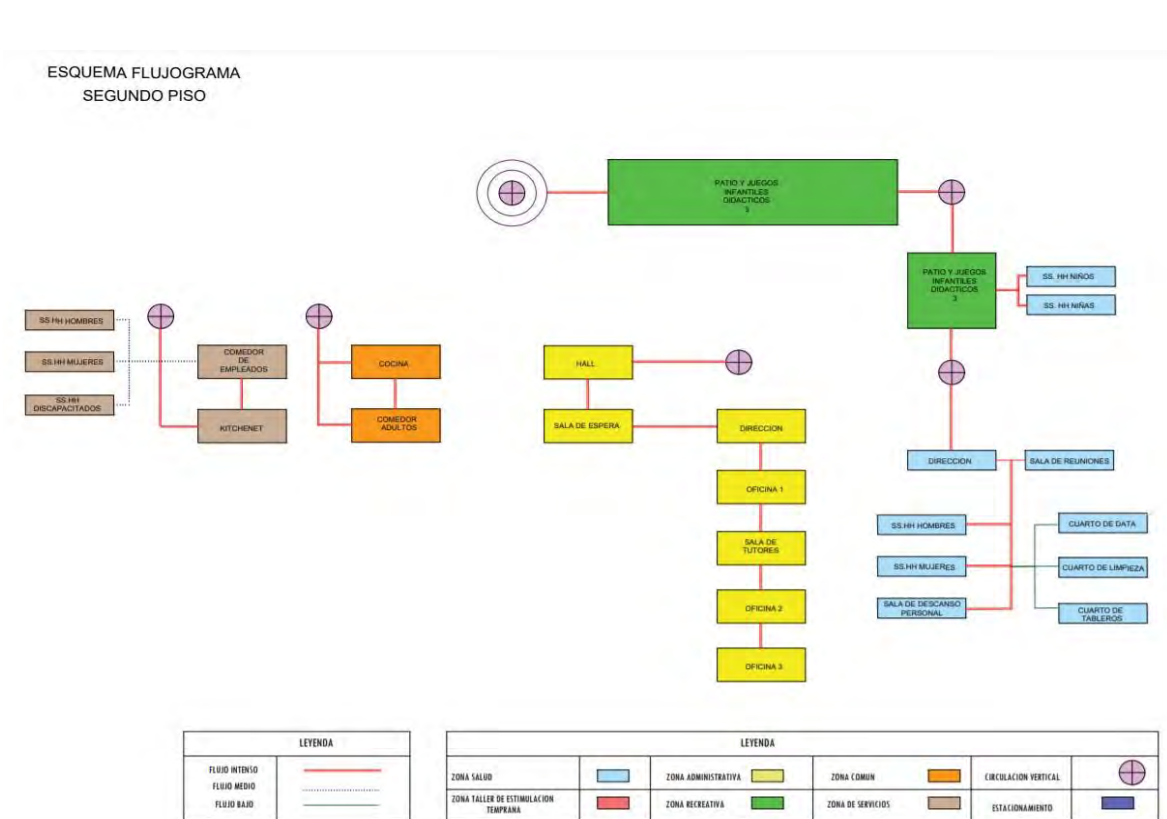 ESQUEMA FLUJOGRAMA
SEGUNDO PISO
PATIO Y JUEGOS
INFANTILES
DIDACTICOS
3
PATIO Y JUEGOS
INFANTILES
DIDACTICOS
3
SS. HH NIÑOS
SS. HH NIÑAS
SS.HH HOMBRES
SS.HH MUJERES
SS.HH
DISCAPACITADOS
COMEDOR
DE
EMPLEADOS
KITCHENET
COCINA
COMEDOR
ADULTOS
HALL
SALA DE ESPERA
DIRECCION
OFICINA 1
SALA DE
TUTORES
OFICINA 2
OFICINA 3
DIRECCION
SALA DE REUNIONES
SS.HH HOMBRES
SS.HH MUJERES
SALA DE DESCANSO
PERSONAL
CUARTO DE DATA
CUARTO DE LIMPIEZA
CUARTO DE
TABLEROS
LEYENDA
FLUJO INTENSO
FLUJO MEDIO
FLUJO BAJO
LEYENDA
ZONA SALUD
ZONA ADMINISTRATIVA
ZONA COMUN
CIRCULACION VERTICAL
ZONA TALLER DE ESTIMULACION
TEMPRANA
ZONA RECREATIVA
ZONA DE SERVICIOS
ESTACIONAMIENTO